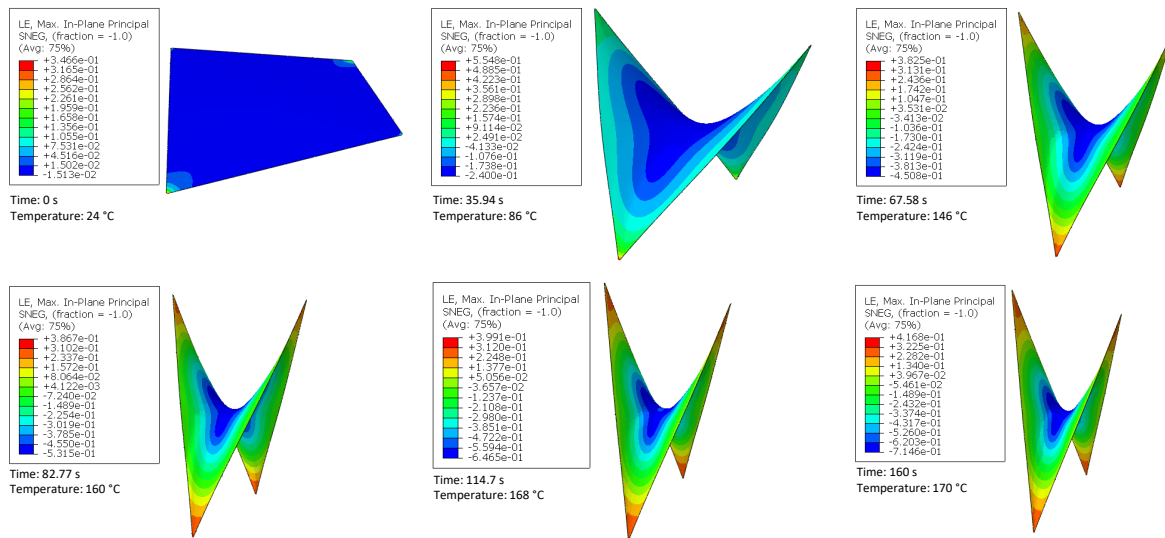 LE, Max. In-Plane Principal
SNEG, (fraction = -1.0)
(Avg: 75%)
+3.466e-01
+3.165e-01
+2.864e-01
+2.562e-01
+2.261e-01
+1.959e-01
+1.658e-01
+1.356e-01
+1.055e-01
+7.531e-02
+4.516e-02
+1.502e-02
-1.513e-02
Time: 0 s
Temperature: 24 °C
LE, Max. In-Plane Principal
SNEG, (fraction = -1.0)
(Avg: 75%)
+5.548e-01
+4.885e-01
+4.223e-01
+3.561e-01
+2.898e-01
+2.236e-01
+1.574e-01
+9.114e-02
+2.491e-02
-4.133e-02
-1.076e-01
-1.738e-01
-2.400e-01
Time: 35.94 s
Temperature: 86 °C
LE, Max. In-Plane Principal
SNEG, (fraction = -1.0)
(Avg: 75%)
+3.825e-01
+3.131e-01
+2.436e-01
+1.742e-01
+1.047e-01
+3.531e-02
-3.413e-02
-1.036e-01
-1.730e-01
-2.424e-01
-3.119e-01
-3.813e-01
-4.508e-01
Time: 67.58 s
Temperature: 146 °C
LE, Max. In-Plane Principal
SNEG, (fraction = -1.0)
(Avg: 75%)
+3.867e-01
+3.102e-01
+2.337e-01
+1.572e-01
+8.064e-02
+4.122e-03
-7.240e-02
-1.489e-01
-2.254e-01
-3.019e-01
-3.785e-01
-4.550e-01
-5.315e-01
Time: 82.77 s
Temperature: 160 °C
LE, Max. In-Plane Principal
SNEG, (fraction = -1.0)
(Avg: 75%)
+3.991e-01
+3.120e-01
+2.248e-01
+1.377e-01
+5.056e-02
-3.657e-02
-1.237e-01
-2.108e-01
-2.980e-01
-3.851e-01
-4.722e-01
-5.594e-01
-6.465e-01
Time: 114.7 s
Temperature: 168 °C
LE, Max. In-Plane Principal
SNEG, (fraction = -1.0)
(Avg: 75%)
+4.168e-01
+3.225e-01
+2.282e-01
+1.340e-01
+3.967e-02
-5.461e-02
-1.489e-01
-2.432e-01
-3.374e-01
-4.317e-01
-5.260e-01
-6.203e-01
-7.146e-01
Time: 160 s
Temperature: 170 °C